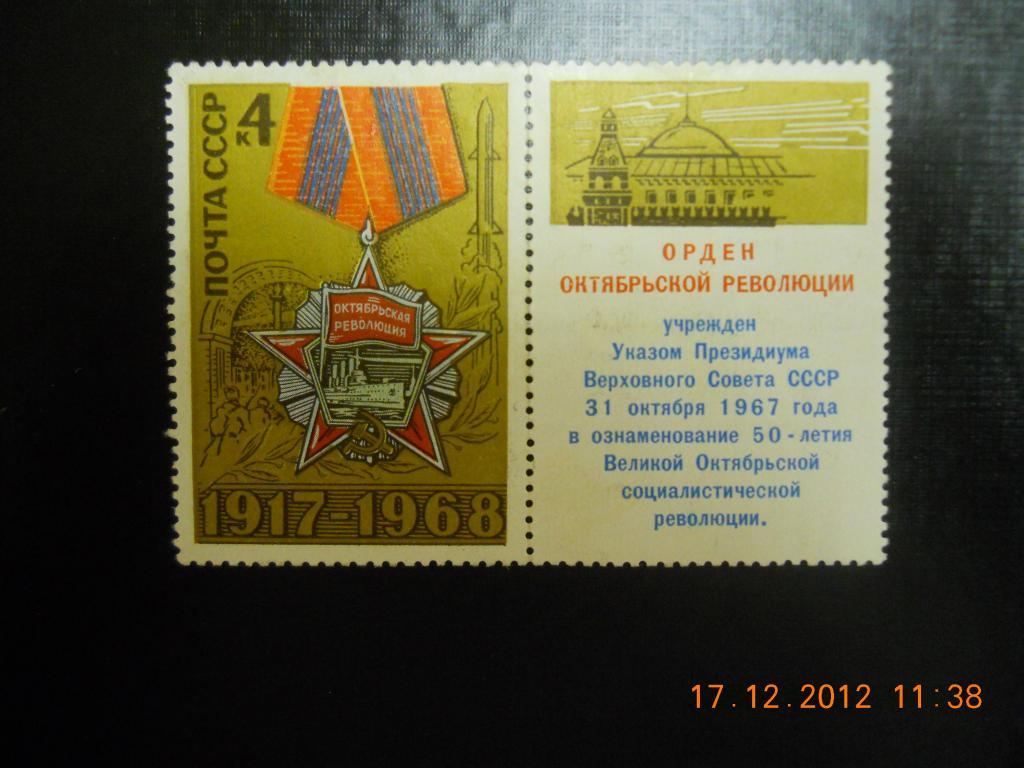 ПОЧТА СССР
4к
ОКТЯБРЬСКАЯ
РЕВОЛЮЦИЯ
1917-1968
ОРДЕН
ОКТЯБРЬСКОЙ РЕВОЛЮЦИИ
учрежден
Указом Президиума
Верховного Совета СССР
31 октября 1967 года
в ознаменование 50-летия
Великой Октябрьской
социалистической
революции.
17.12.2012 11:38